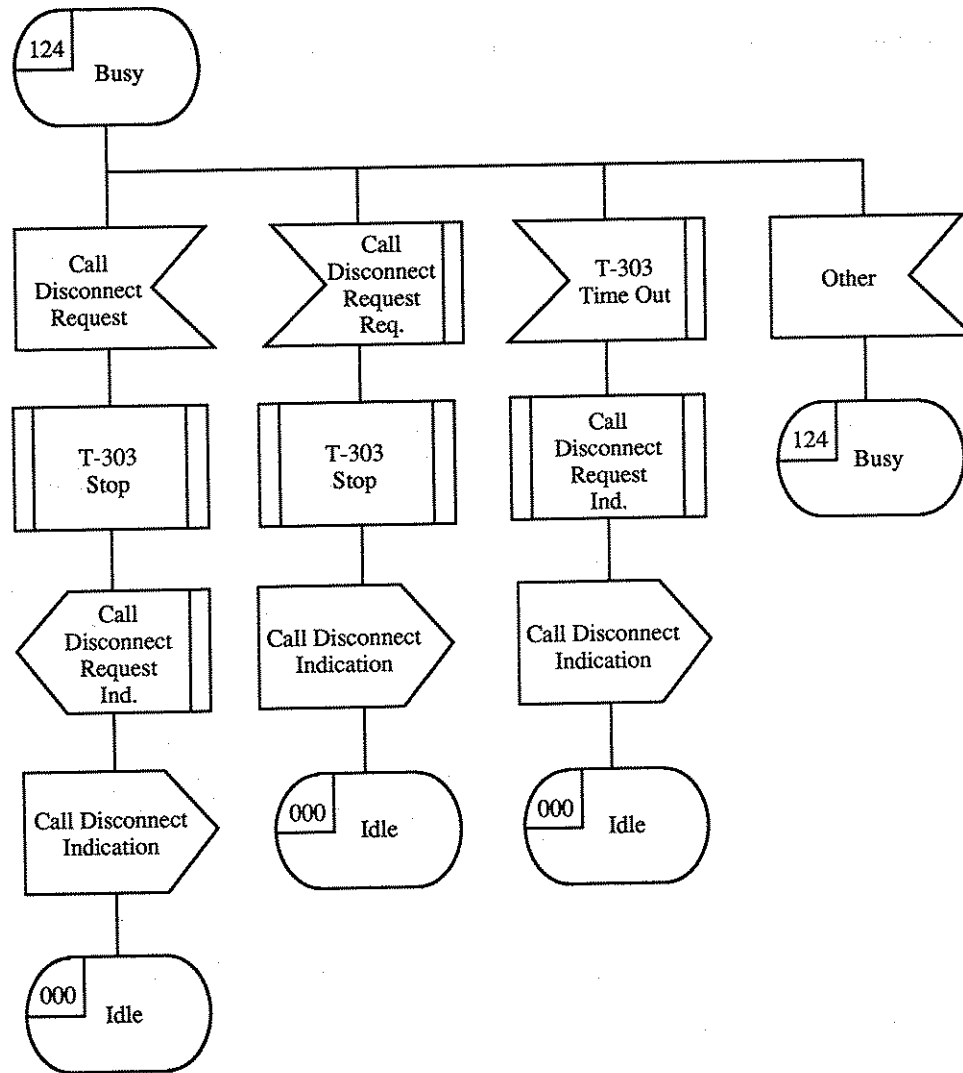 124
Busy
Call
Disconnect
Request
Call
Disconnect
Request
Req.
T-303
Time Out
Other
T-303
Stop
T-303
Stop
Call
Disconnect
Request
Ind.
124
Busy
Call
Disconnect
Request
Ind.
Call Disconnect
Indication
Call Disconnect
Indication
Call Disconnect
Indication
000
Idle
000
Idle
000
Idle